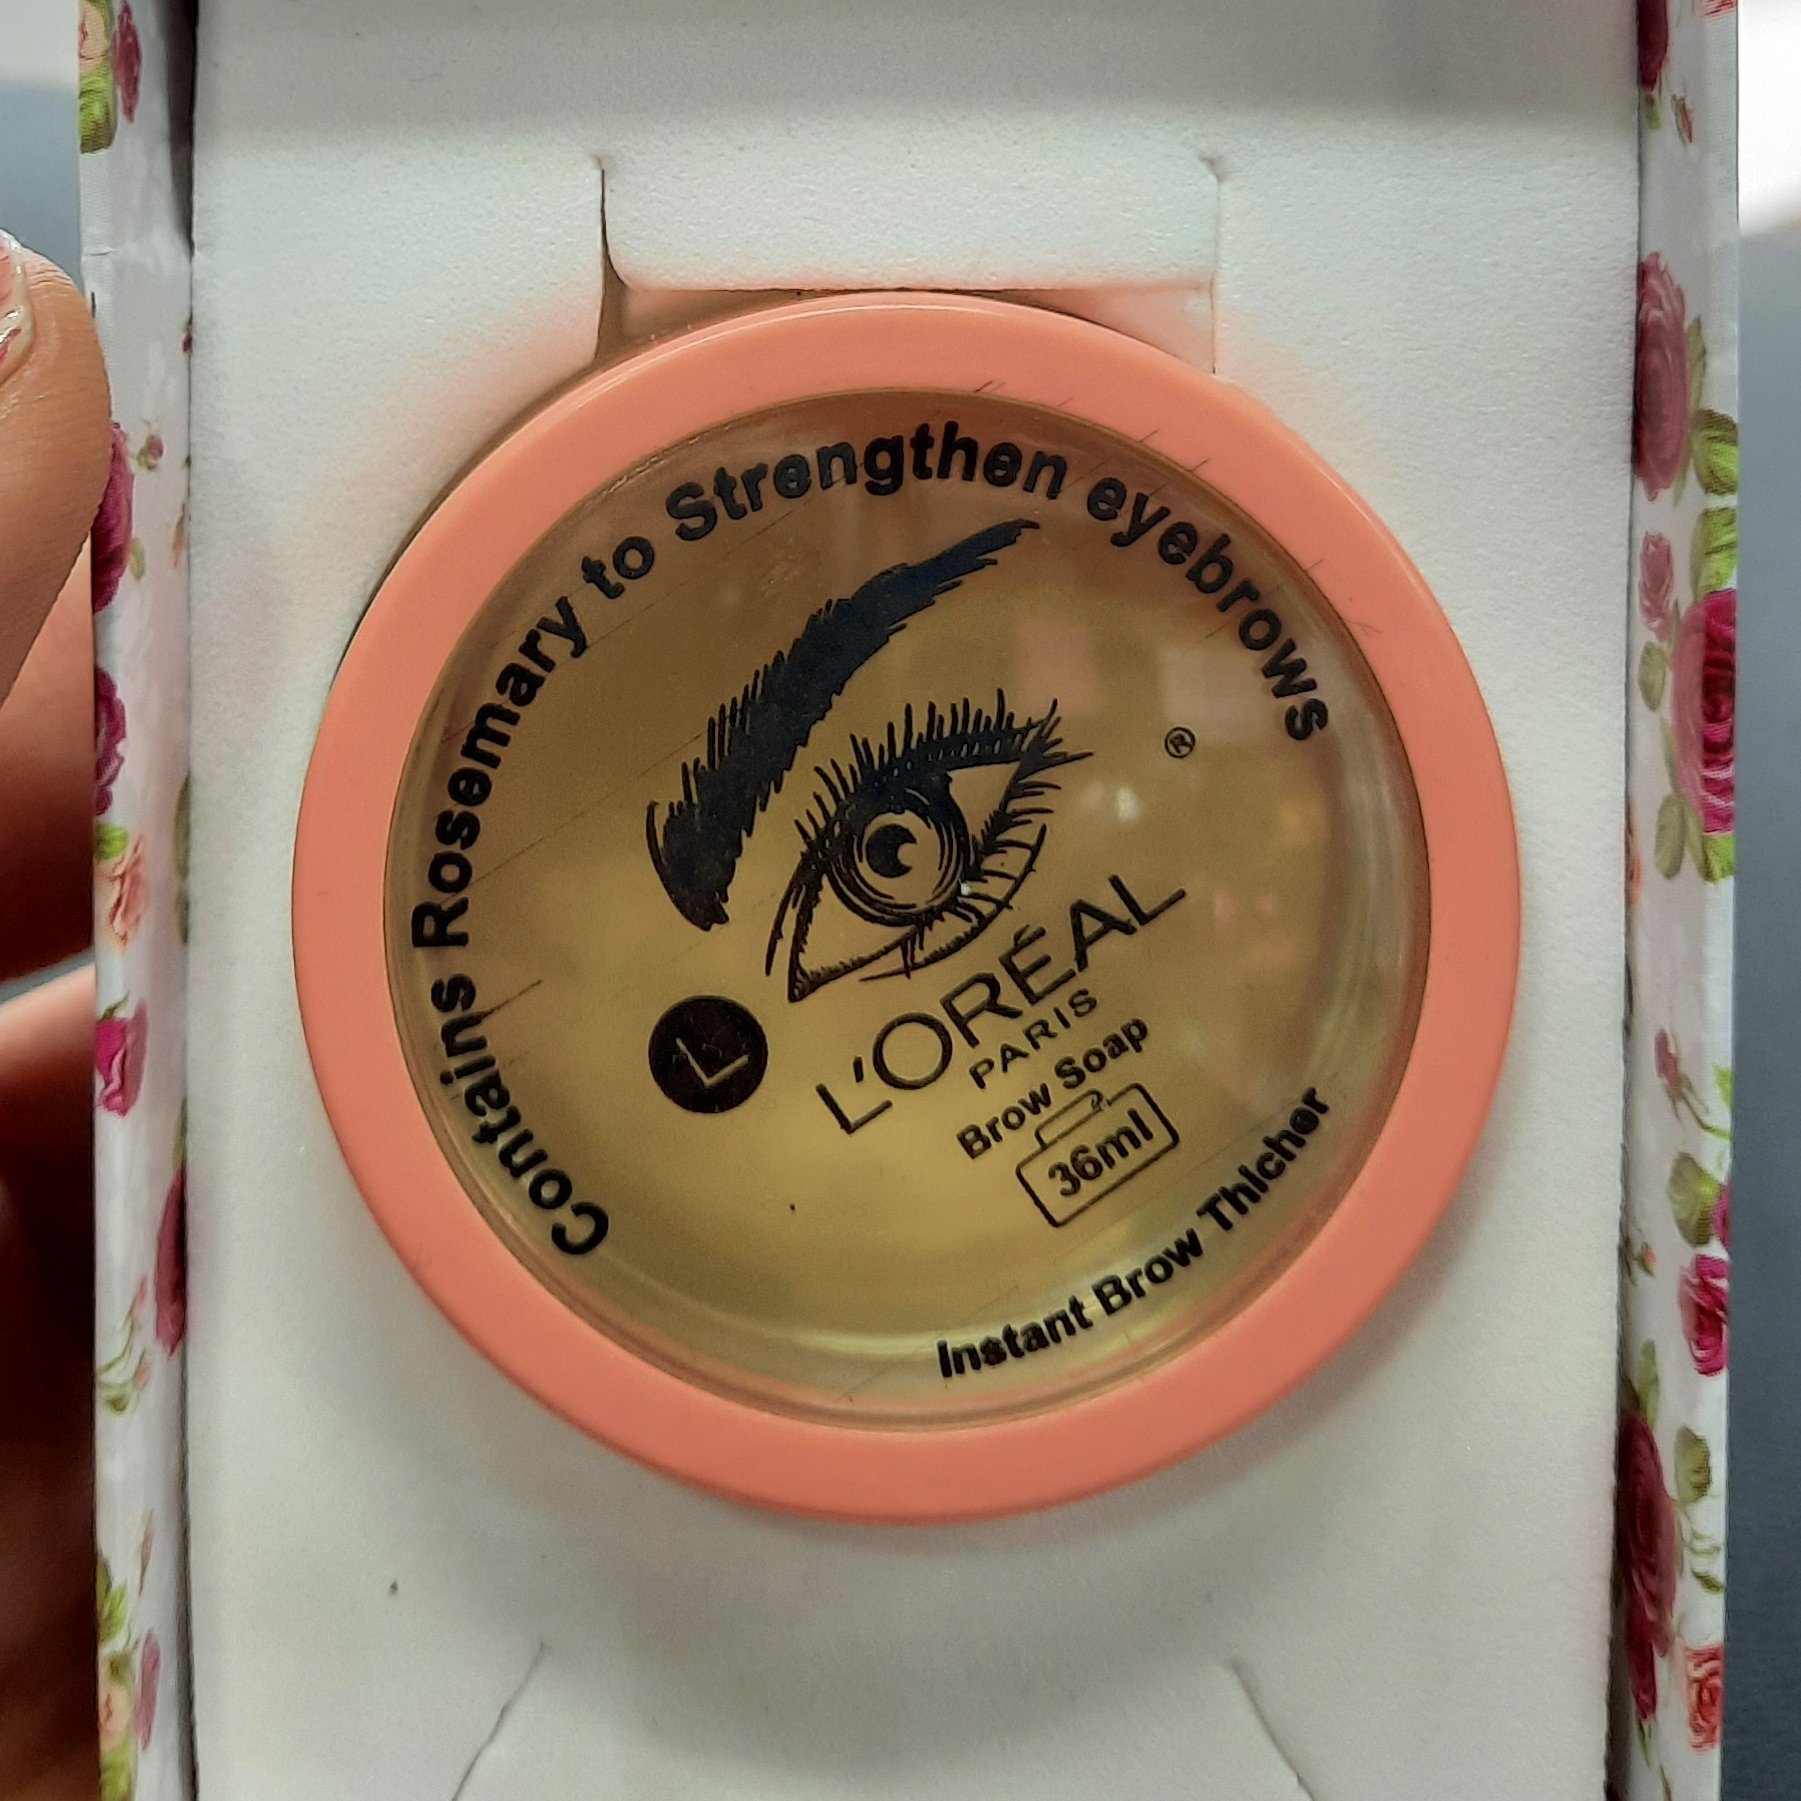 Contains Rosemary to Strengthen eyebrows
®
L
L'ORÉAL
PARIS
Brow Soap
36ml
Instant Brow Thicher